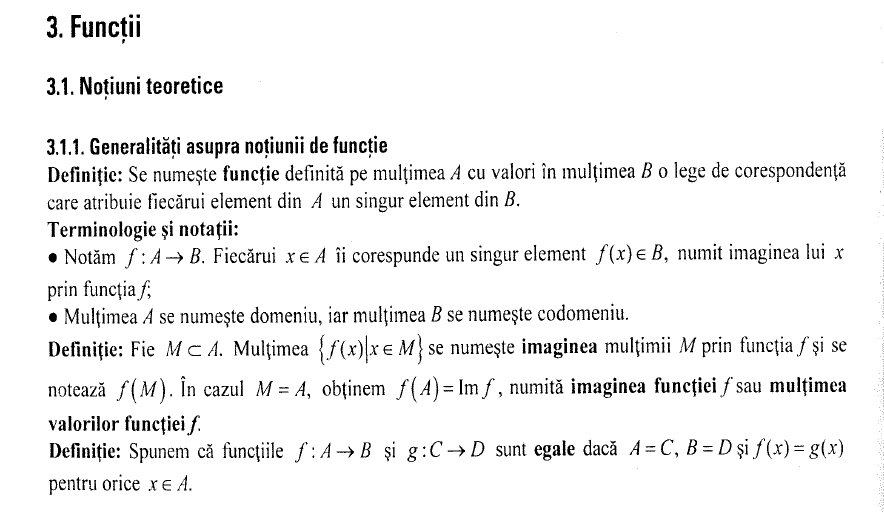 3. Funcții
3.1. Noțiuni teoretice
3.1.1. Generalități asupra noțiunii de funcție
Definiție: Se numește funcție definită pe mulțimea A cu valori în mulțimea B o lege de corespondență
care atribuie fiecărui element din A un singur element din B.
Terminologie și notații:
● Notăm f : A → B. Fiecărui x ∈ A îi corespunde un singur element f(x) ∈ B, numit imaginea lui x
prin funcția f;
● Mulțimea A se numește domeniu, iar mulțimea B se numește codomeniu.
Definiție: Fie M ⊂ A. Mulțimea {f(x)|x ∈ M} se numește imaginea mulțimii M prin funcția f și se
notează f(M). În cazul M = A, obținem f(A) = Im f, numită imaginea funcției f sau mulțimea
valorilor funcției f.
Definiție: Spunem că funcțiile f : A → B și g : C → D sunt egale dacă A = C, B = D și f(x) = g(x)
pentru orice x ∈ A.